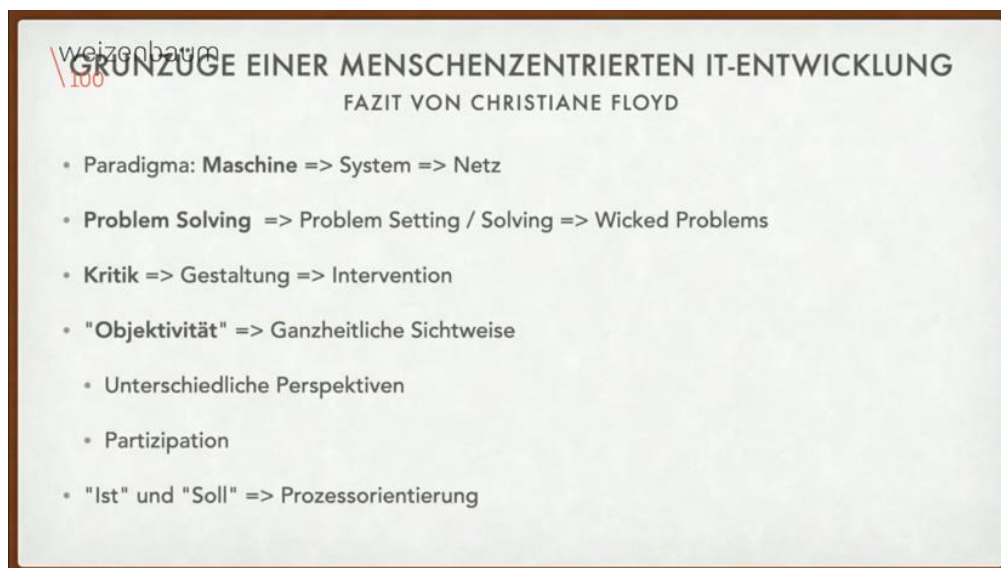 weizenbaum
\100
GRUNZÜGE EINER MENSCHENZENTRIERTEN IT-ENTWICKLUNG
FAZIT VON CHRISTIANE FLOYD
• Paradigma: Maschine => System => Netz
• Problem Solving => Problem Setting / Solving => Wicked Problems
• Kritik => Gestaltung => Intervention
• "Objektivität" => Ganzheitliche Sichtweise
• Unterschiedliche Perspektiven
• Partizipation
• "Ist" und "Soll" => Prozessorientierung